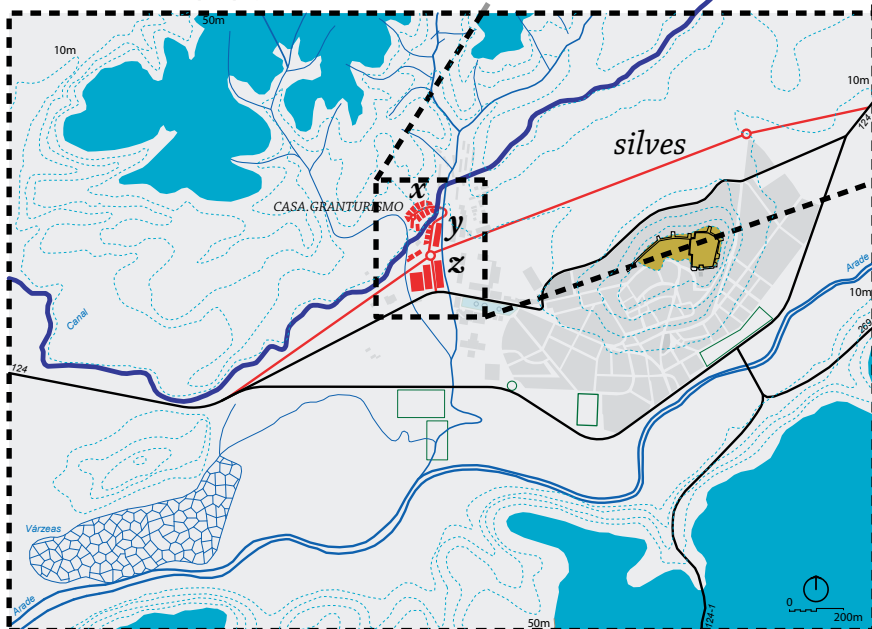 50m
10m
10m
124
silves
x
CASA.GRANTURISMO
y
z
Arade
10m
Canal
269
124
Várzeas
Arade
0
200m
124-1
50m